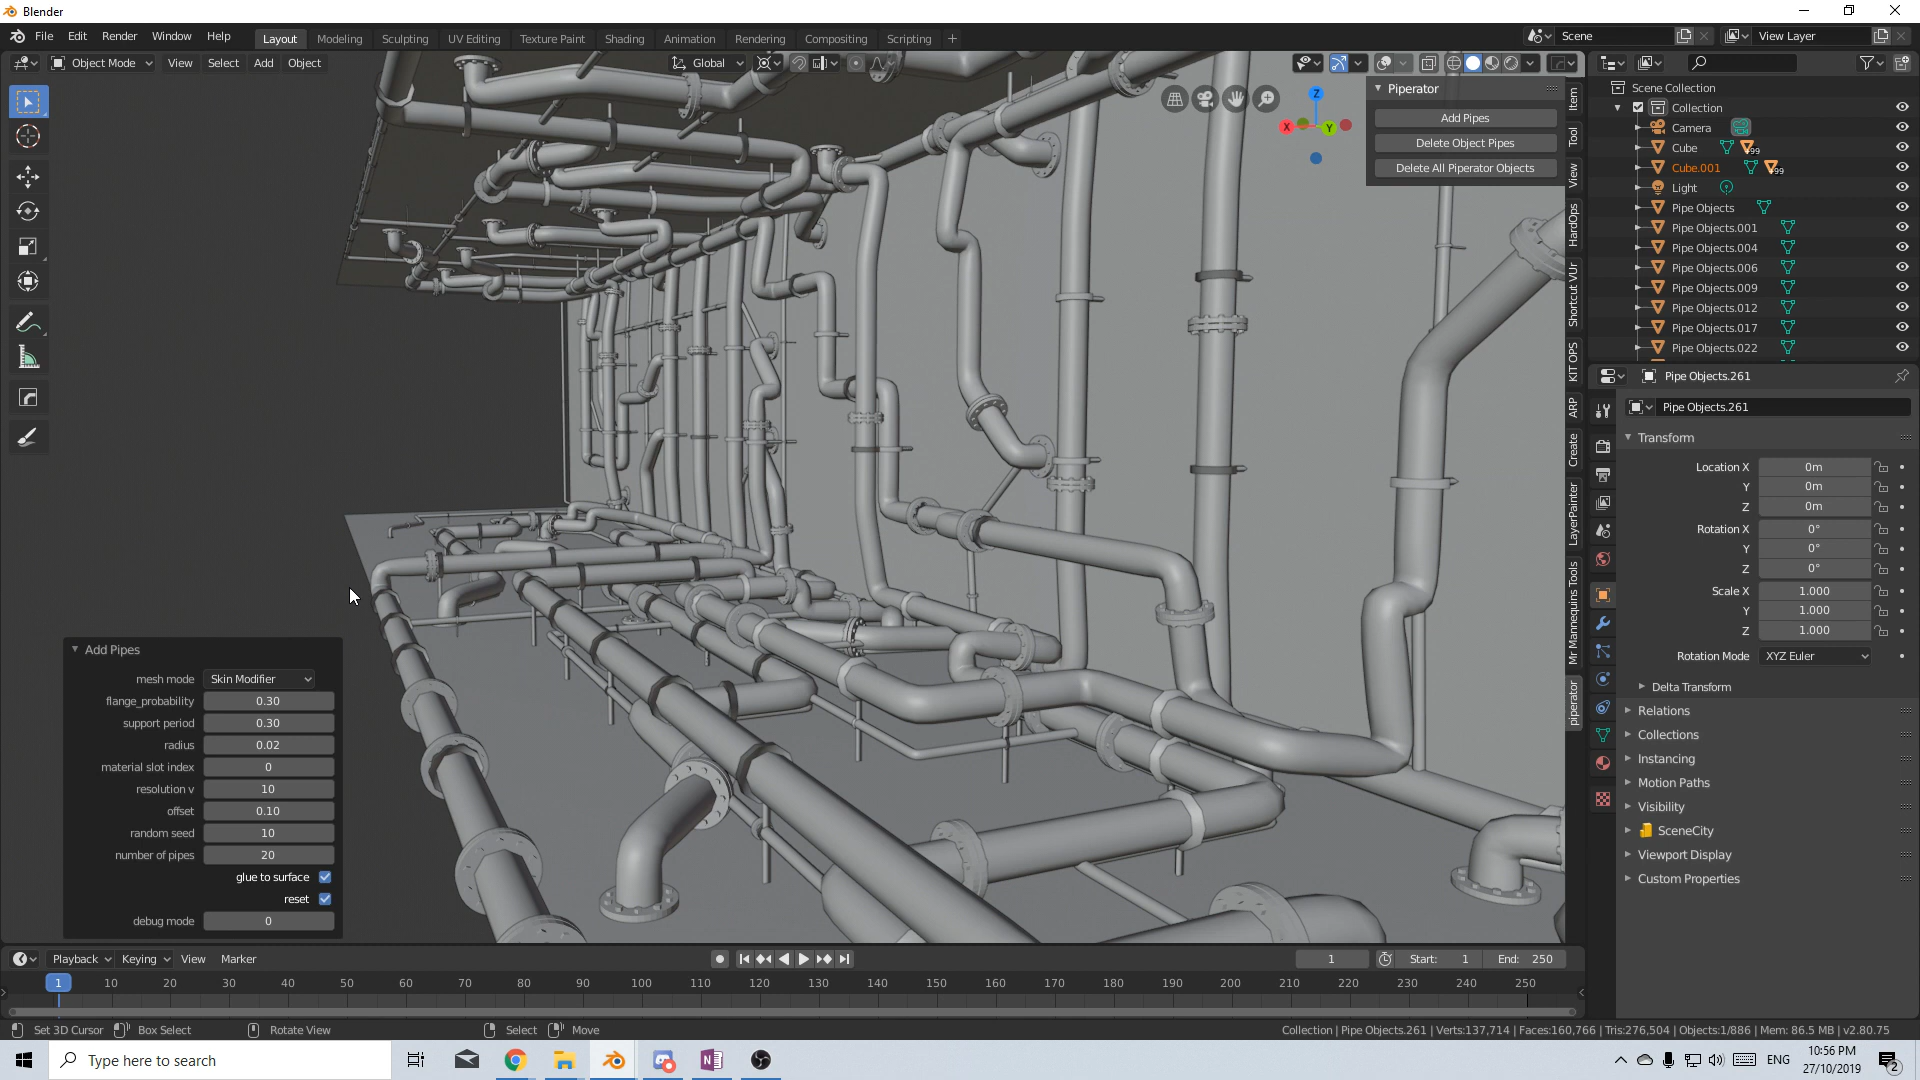 Blender
File Edit Render Window Help Layout Modeling Sculpting UV Editing Texture Paint Shading Animation Rendering Compositing Scripting + Scene View Layer
Object Mode View Select Add Object Global
Piperator
Add Pipes
Delete Object Pipes
Delete All Piperator Objects
Z
X
Y
Item
Tool
View
HardOps
Shortcut VUr
KIT OPS
ARP
Create
LayerPainter
Mr Mannequins Tools
piperator
Scene Collection
Collection
Camera
Cube 99
Cube.001 99
Light
Pipe Objects
Pipe Objects.001
Pipe Objects.004
Pipe Objects.006
Pipe Objects.009
Pipe Objects.012
Pipe Objects.017
Pipe Objects.022
Pipe Objects.261
Pipe Objects.261
Transform
Location X 0m
Y 0m
Z 0m
Rotation X 0°
Y 0°
Z 0°
Scale X 1.000
Y 1.000
Z 1.000
Rotation Mode XYZ Euler
Delta Transform
Relations
Collections
Instancing
Motion Paths
Visibility
SceneCity
Viewport Display
Custom Properties
Add Pipes
mesh mode Skin Modifier
flange_probability 0.30
support period 0.30
radius 0.02
material slot index 0
resolution v 10
offset 0.10
random seed 10
number of pipes 20
glue to surface
reset
debug mode 0
Playback Keying View Marker 1 Start: 1 End: 250
1 10 20 30 40 50 60 70 80 90 100 110 120 130 140 150 160 170 180 190 200 210 220 230 240 250
Set 3D Cursor Box Select Rotate View Select Move Collection | Pipe Objects.261 | Verts:137,714 | Faces:160,766 | Tris:276,504 | Objects:1/886 | Mem: 86.5 MB | v2.80.75
Type here to search ENG 10:56 PM
27/10/2019 2